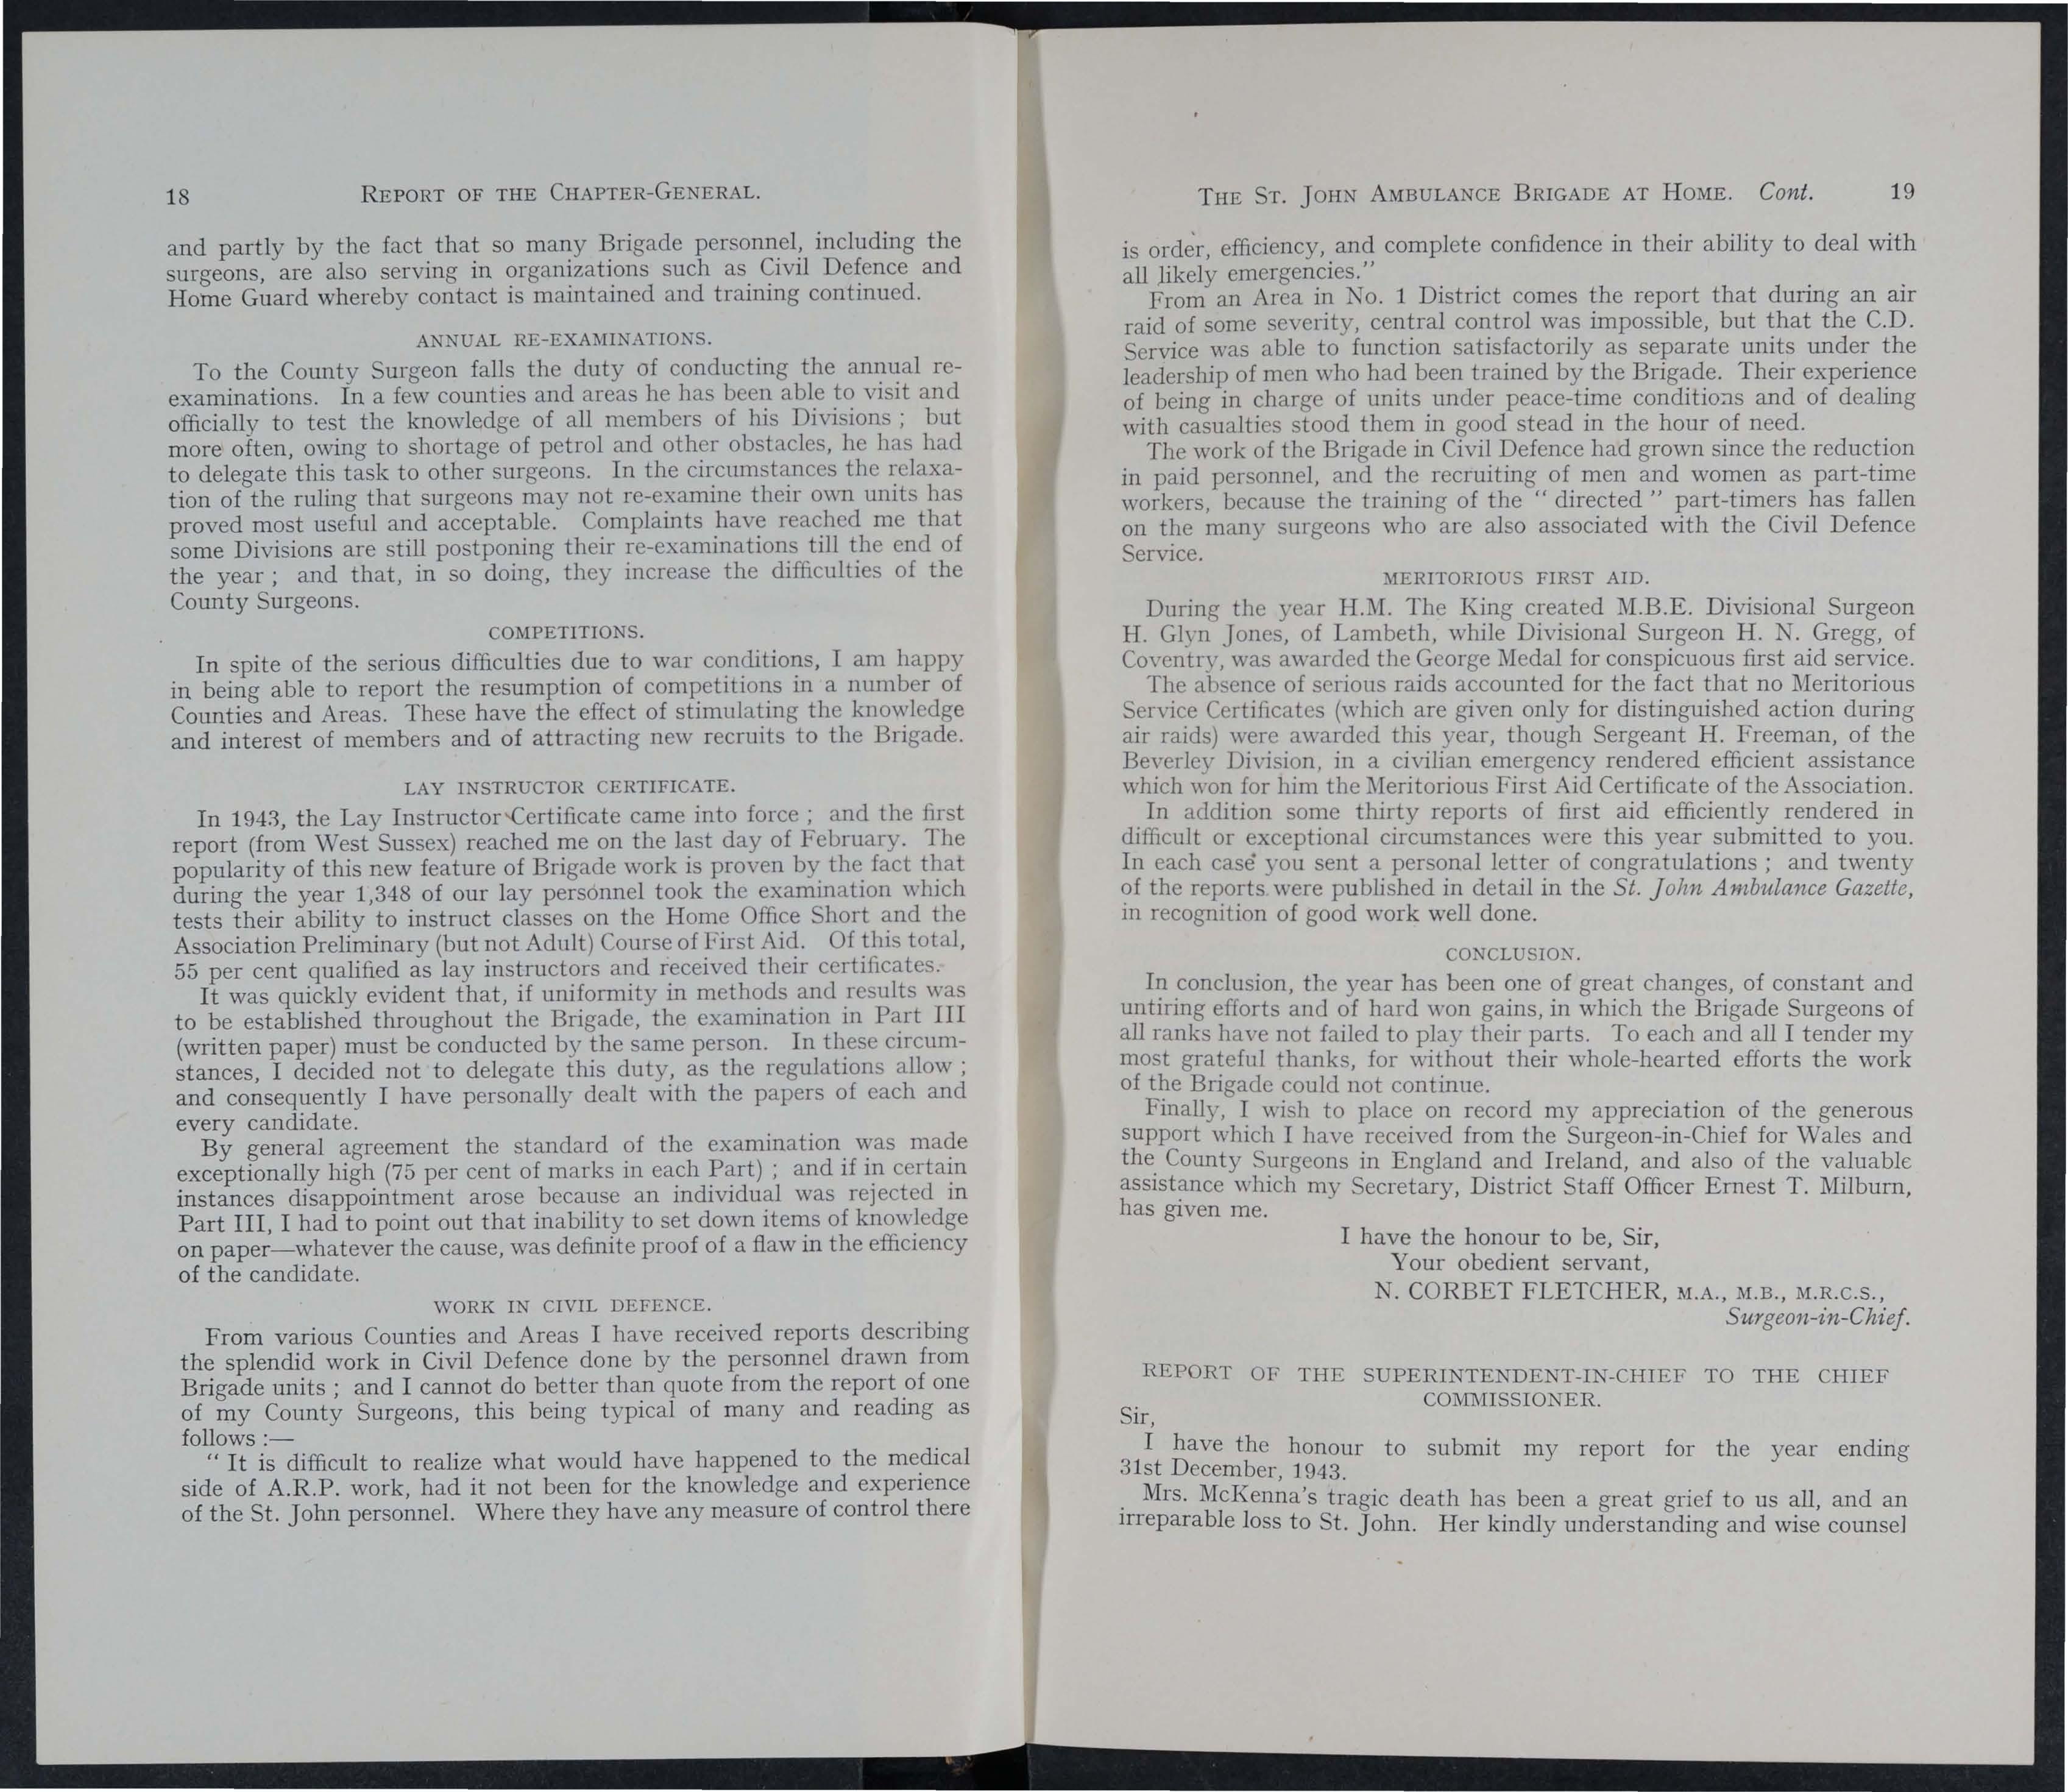 18 REPORT OF THE CHAPTER-GENERAL.
and partly by the fact that so many Brigade personnel, including the
surgeons, are also serving in organizations such as Civil Defence and
Home Guard whereby contact is maintained and training continued.
ANNUAL RE-EXAMINATIONS.
To the County Surgeon falls the duty of conducting the annual re-
examinations. In a few counties and areas he has been able to visit and
officially to test the knowledge of all members of his Divisions ; but
more often, owing to shortage of petrol and other obstacles, he has had
to delegate this task to other surgeons. In the circumstances the relaxa-
tion of the ruling that surgeons may not re-examine their own units has
proved most useful and acceptable. Complaints have reached me that
some Divisions are still postponing their re-examinations till the end of
the year ; and that, in so doing, they increase the difficulties of the
County Surgeons.
COMPETITIONS.
In spite of the serious difficulties due to war conditions, I am happy
in being able to report the resumption of competitions in a number of
Counties and Areas. These have the effect of stimulating the knowledge
and interest of members and of attracting new recruits to the Brigade.
LAY INSTRUCTOR CERTIFICATE.
In 1943, the Lay Instructor Certificate came into force ; and the first
report (from West Sussex) reached me on the last day of February. The
popularity of this new feature of Brigade work is proven by the fact that
during the year 1,348 of our lay personnel took the examination which
tests their ability to instruct classes on the Home Office Short and the
Association Preliminary (but not Adult) Course of First Aid. Of this total,
55 per cent qualified as lay instructors and received their certificates.
It was quickly evident that, if uniformity in methods and results was
to be established throughout the Brigade, the examination in Part III
(written paper) must be conducted by the same person. In these circum-
stances, I decided not to delegate this duty, as the regulations allow ;
and consequently I have personally dealt with the papers of each and
every candidate.
By general agreement the standard of the examination was made
exceptionally high (75 per cent of marks in each Part) ; and if in certain
instances disappointment arose because an individual was rejected in
Part III, I had to point out that inability to set down items of knowledge
on paper—whatever the cause, was definite proof of a flaw in the efficiency
of the candidate.
WORK IN CIVIL DEFENCE.
From various Counties and Areas I have received reports describing
the splendid work in Civil Defence done by the personnel drawn from
Brigade units ; and I cannot do better than quote from the report of one
of my County Surgeons, this being typical of many and reading as
follows :—
" It is difficult to realize what would have happened to the medical
side of A.R.P. work, had it not been for the knowledge and experience
of the St. John personnel. Where they have any measure of control there
THE ST. JOHN AMBULANCE BRIGADE AT HOME. Cont. 19
is order, efficiency, and complete confidence in their ability to deal with
all likely emergencies."
From an Area in No. 1 District comes the report that during an air
raid of some severity, central control was impossible, but that the C.D.
Service was able to function satisfactorily as separate units under the
leadership of men who had been trained by the Brigade. Their experience
of being in charge of units under peace-time conditions and of dealing
with casualties stood them in good stead in the hour of need.
The work of the Brigade in Civil Defence had grown since the reduction
in paid personnel, and the recruiting of men and women as part-time
workers, because the training of the " directed " part-timers has fallen
on the many surgeons who are also associated with the Civil Defence
Service.
MERITORIOUS FIRST AID.
During the year H.M. The King created M.B.E. Divisional Surgeon
H. Glyn Jones, of Lambeth, while Divisional Surgeon H. N. Gregg, of
Coventry, was awarded the George Medal for conspicuous first aid service.
The absence of serious raids accounted for the fact that no Meritorious
Service Certificates (which are given only for distinguished action during
air raids) were awarded this year, though Sergeant H. Freeman, of the
Beverley Division, in a civilian emergency rendered efficient assistance
which won for him the Meritorious First Aid Certificate of the Association.
In addition some thirty reports of first aid efficiently rendered in
difficult or exceptional circumstances were this year submitted to you.
In each case you sent a personal letter of congratulations ; and twenty
of the reports were published in detail in the St. John Ambulance Gazette,
in recognition of good work well done.
CONCLUSION.
In conclusion, the year has been one of great changes, of constant and
untiring efforts and of hard won gains, in which the Brigade Surgeons of
all ranks have not failed to play their parts. To each and all I tender my
most grateful thanks, for without their whole-hearted efforts the work
of the Brigade could not continue.
Finally, I wish to place on record my appreciation of the generous
support which I have received from the Surgeon-in-Chief for Wales and
the County Surgeons in England and Ireland, and also of the valuable
assistance which my Secretary, District Staff Officer Ernest T. Milburn,
has given me.
I have the honour to be, Sir,
Your obedient servant,
N. CORBET FLETCHER, M.A., M.B., M.R.C.S.,
Surgeon-in-Chief.
REPORT OF THE SUPERINTENDENT-IN-CHIEF TO THE CHIEF
COMMISSIONER.
Sir,
I have the honour to submit my report for the year ending
31st December, 1943.
Mrs. McKenna's tragic death has been a great grief to us all, and an
irreparable loss to St. John. Her kindly understanding and wise counsel